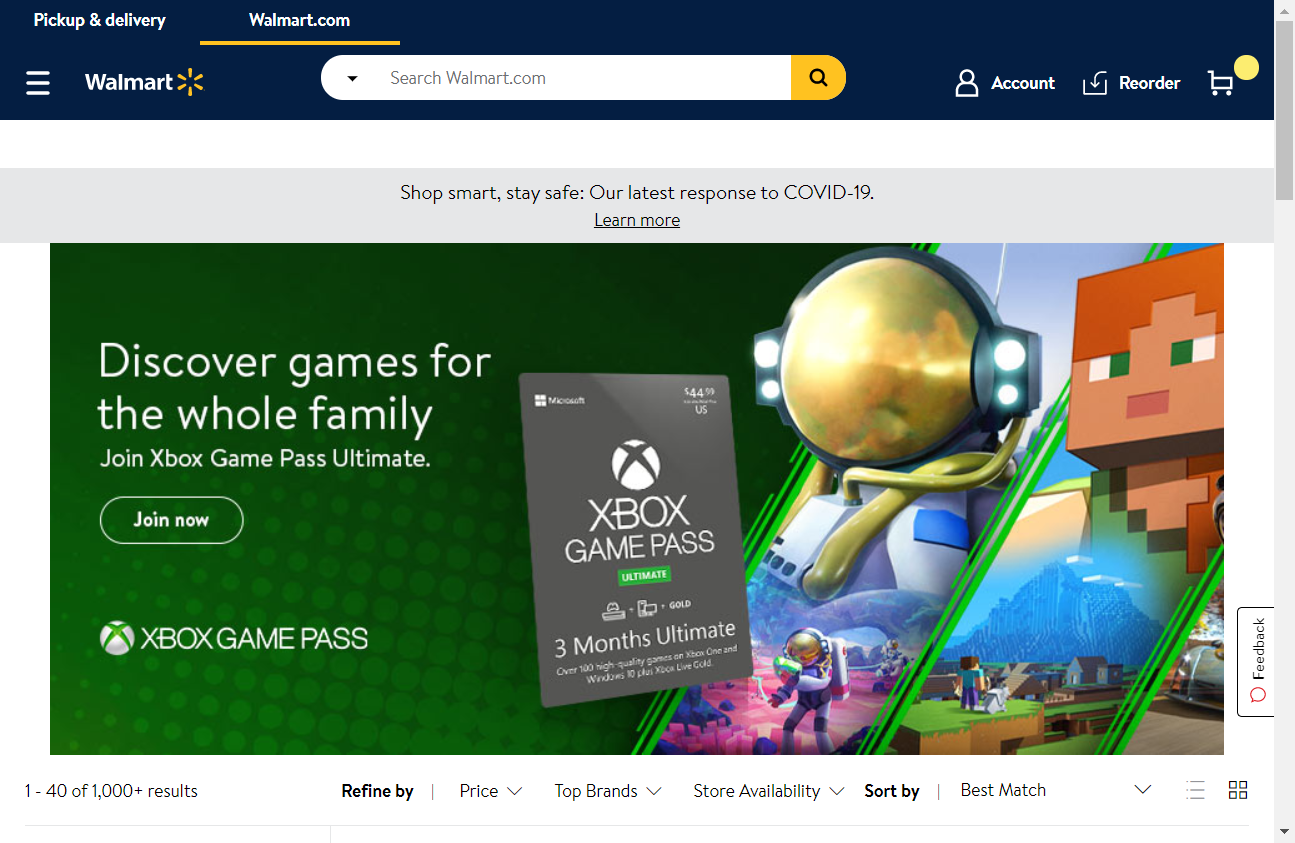 Pickup & delivery
Walmart.com
Walmart
Search Walmart.com
Account
Reorder
Shop smart, stay safe: Our latest response to COVID-19.
Learn more
Discover games for
the whole family
Join Xbox Game Pass Ultimate.
Join now
XBOX GAME PASS
Microsoft
$44.99
US
XBOX
GAME PASS
ULTIMATE
+ + GOLD
3 Months Ultimate
Over 100 high-quality games on Xbox One and
Windows 10 plus Xbox Live Gold.
Feedback
1 - 40 of 1,000+ results
Refine by | Price Top Brands Store Availability Sort by | Best Match